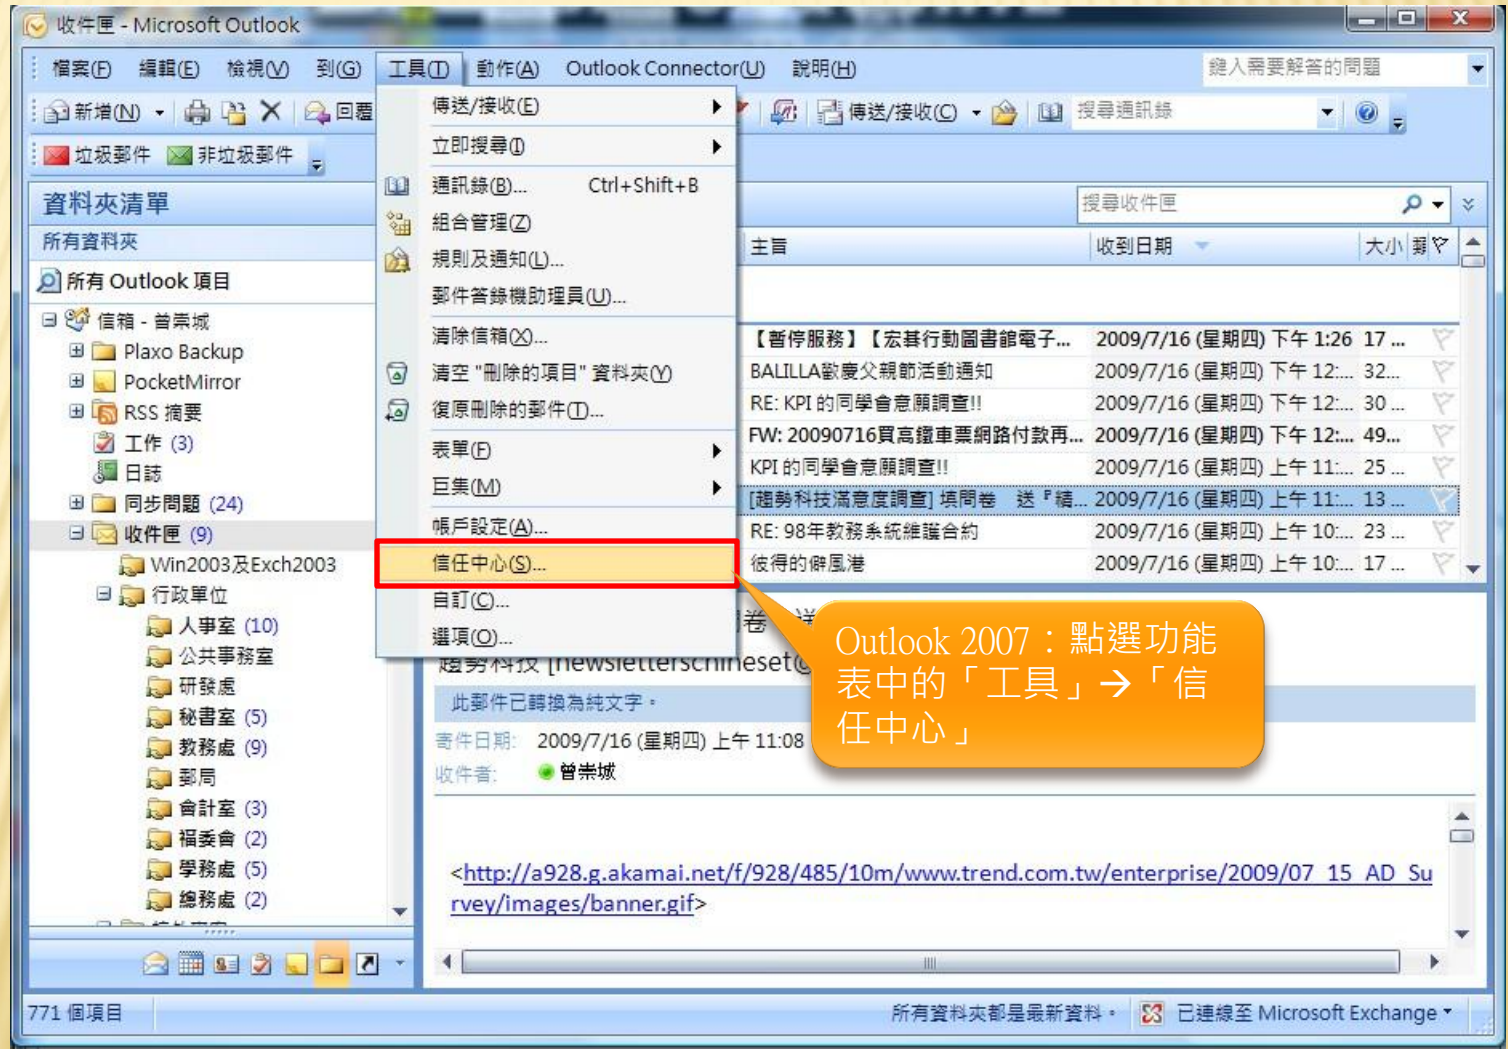 收件匣 - Microsoft Outlook
檔案(F) 編輯(E) 檢視(V) 到(G) 工具(T) 動作(A) Outlook Connector(U) 說明(H) 鍵入需要解答的問題
新增(N) 回覆 傳送/接收(C) 搜尋通訊錄
垃圾郵件 非垃圾郵件
傳送/接收(E)
立即搜尋(I)
通訊錄(B)... Ctrl+Shift+B
組合管理(Z)
規則及通知(L)...
郵件答錄機助理員(U)...
清除信箱(X)...
清空 "刪除的項目" 資料夾(Y)
復原刪除的郵件(T)...
表單(F)
巨集(M)
帳戶設定(A)...
信任中心(S)...
自訂(C)...
選項(O)...
資料夾清單
所有資料夾
所有 Outlook 項目
信箱 - 曾崇城
Plaxo Backup
PocketMirror
RSS 摘要
工作 (3)
日誌
同步問題 (24)
收件匣 (9)
Win2003及Exch2003
行政單位
人事室 (10)
公共事務室
研發處
秘書室 (5)
教務處 (9)
郵局
會計室 (3)
福委會 (2)
學務處 (5)
總務處 (2)
搜尋收件匣
主旨 收到日期 大小
【暫停服務】【宏碁行動圖書館電子... 2009/7/16 (星期四) 下午 1:26 17 ...
BALILLA歡慶父親節活動通知 2009/7/16 (星期四) 下午 12:... 32...
RE: KPI 的同學會意願調查!! 2009/7/16 (星期四) 下午 12:... 30 ...
FW: 20090716買高鐵車票網路付款再... 2009/7/16 (星期四) 下午 12:... 49...
KPI 的同學會意願調查!! 2009/7/16 (星期四) 上午 11:... 25 ...
[趨勢科技滿意度調查] 填問卷 送『精... 2009/7/16 (星期四) 上午 11:... 13 ...
RE: 98年教務系統維護合約 2009/7/16 (星期四) 上午 10:... 23 ...
彼得的避風港 2009/7/16 (星期四) 上午 10:... 17 ...
趨勢科技 [newsletterschineset@
此郵件已轉換為純文字。
寄件日期: 2009/7/16 (星期四) 上午 11:08
收件者: 曾崇城
Outlook 2007：點選功能
表中的「工具」→「信
任中心」
<http://a928.g.akamai.net/f/928/485/10m/www.trend.com.tw/enterprise/2009/07_15_AD_Su
rvey/images/banner.gif>
771 個項目 所有資料夾都是最新資料。 已連線至 Microsoft Exchange